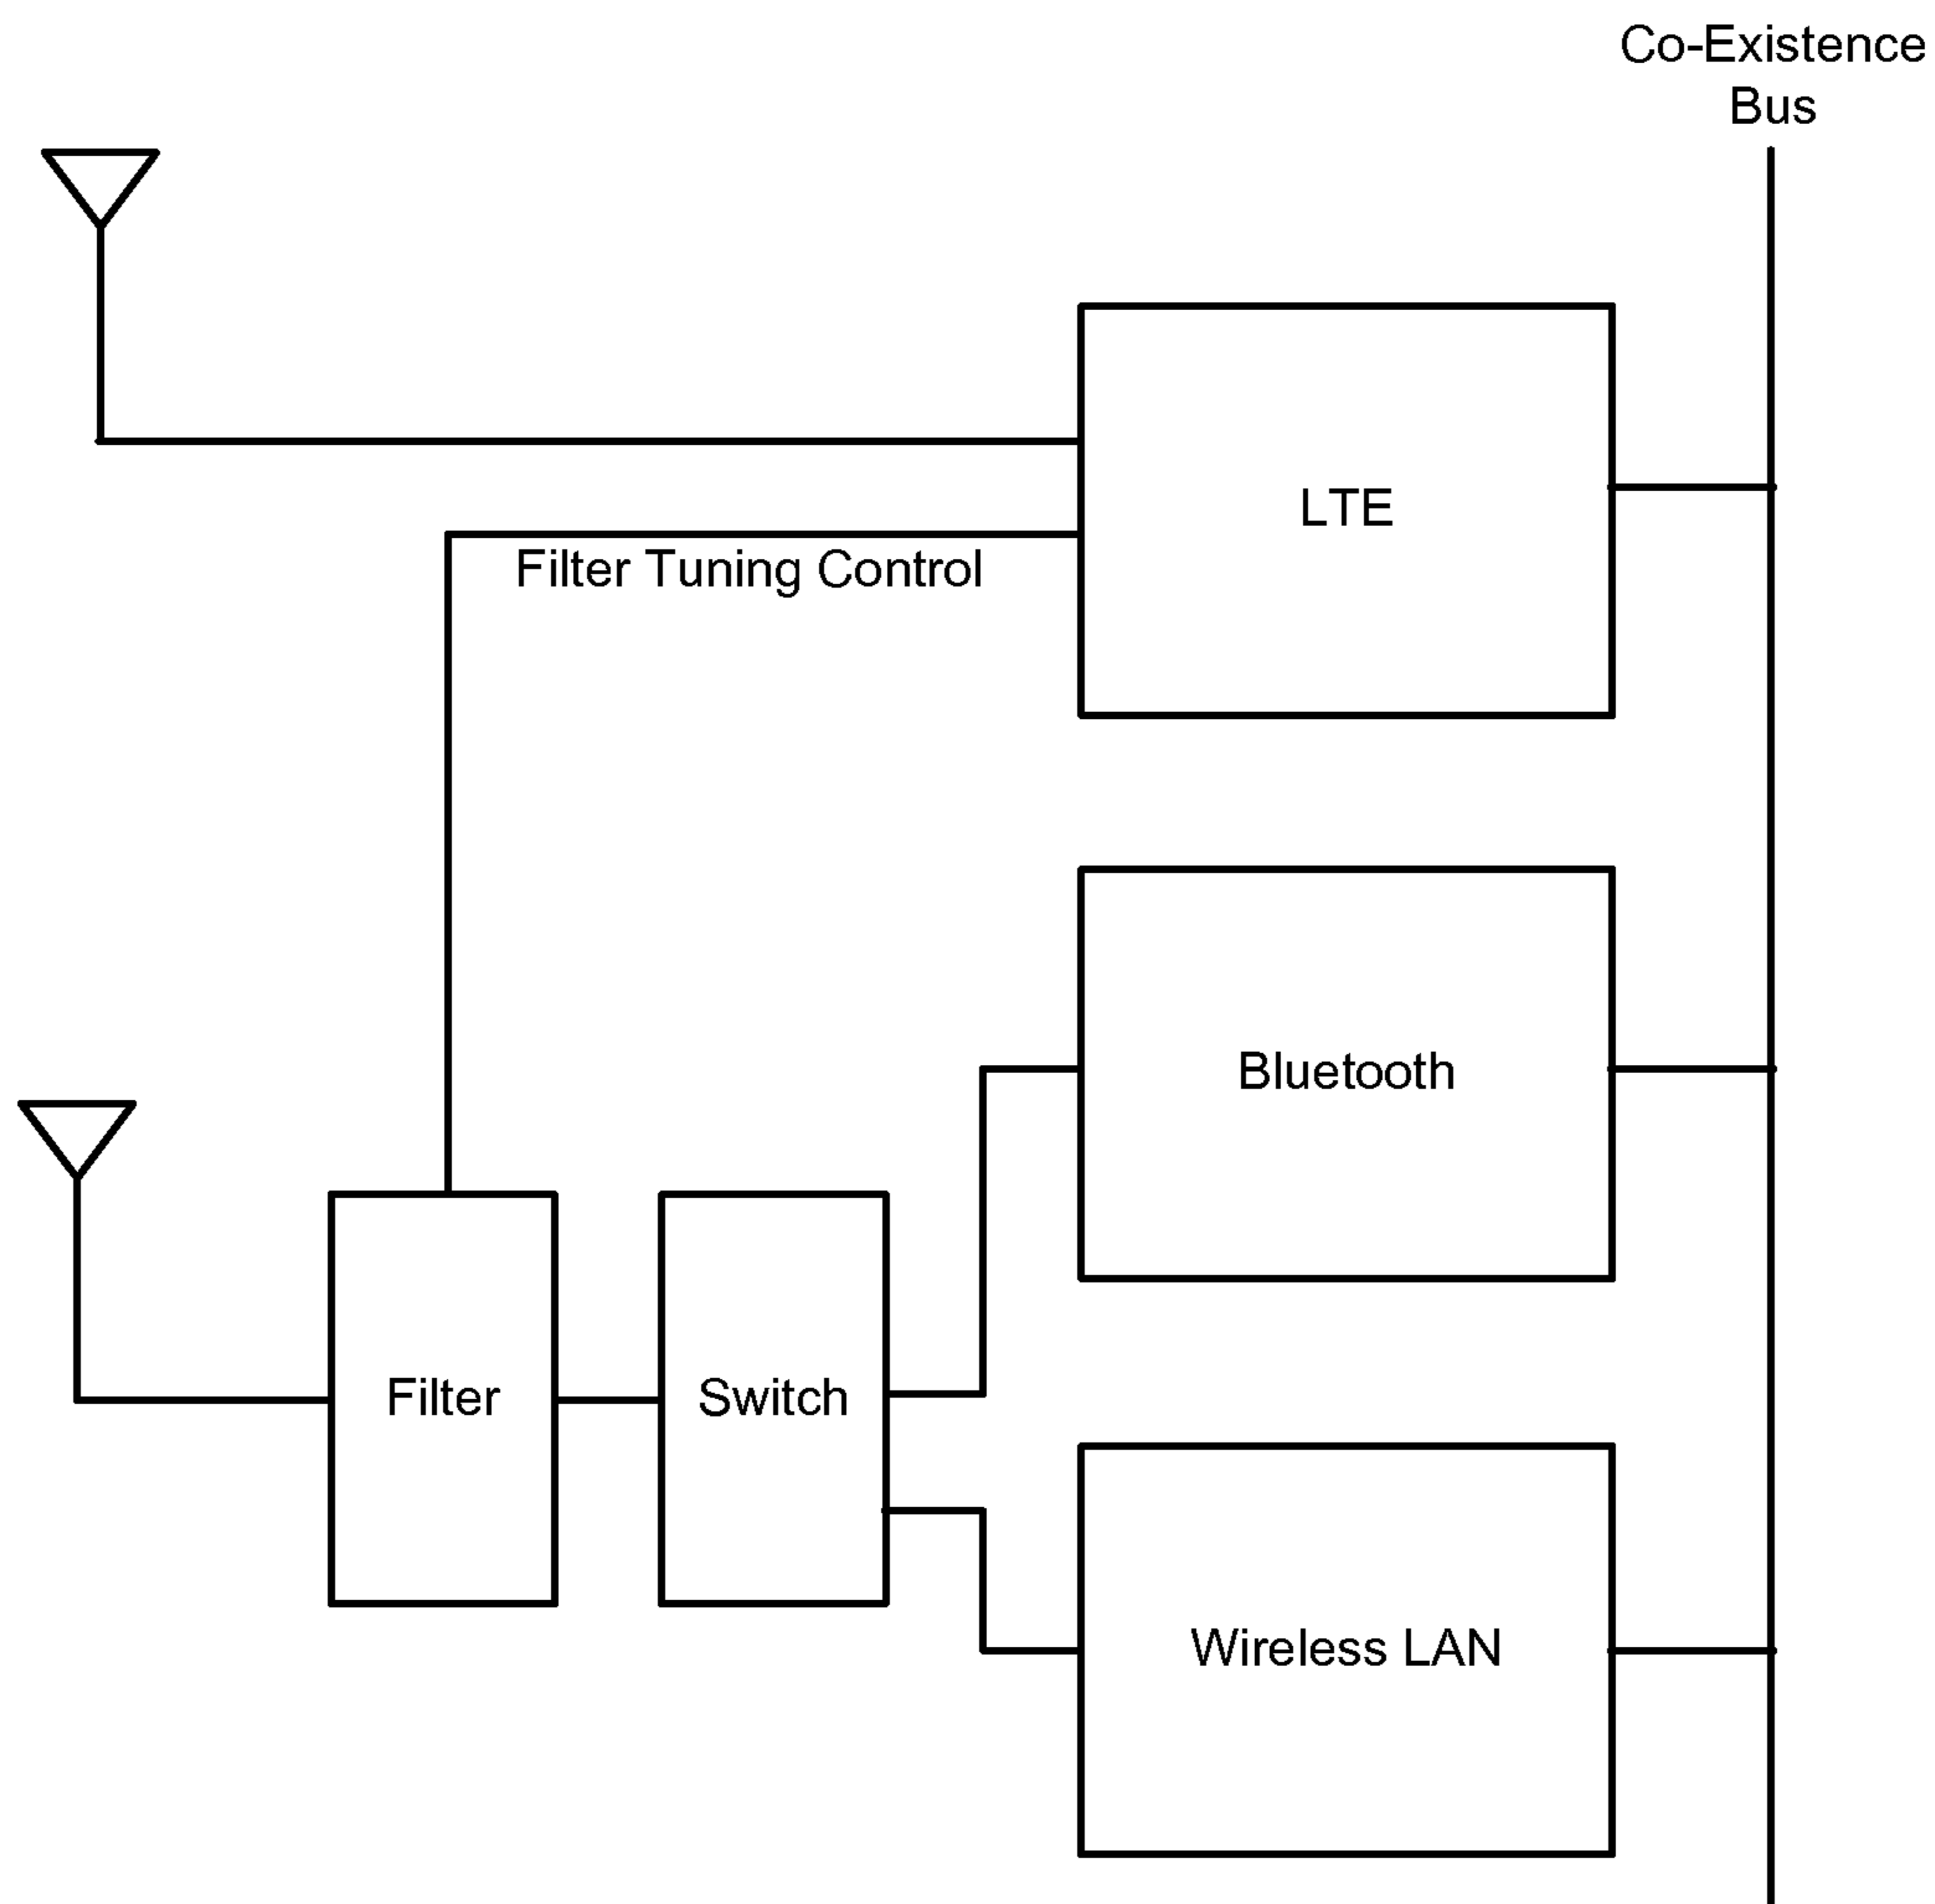 Co-Existence
Bus
LTE
Filter Tuning Control
Bluetooth
Filter
Switch
Wireless LAN